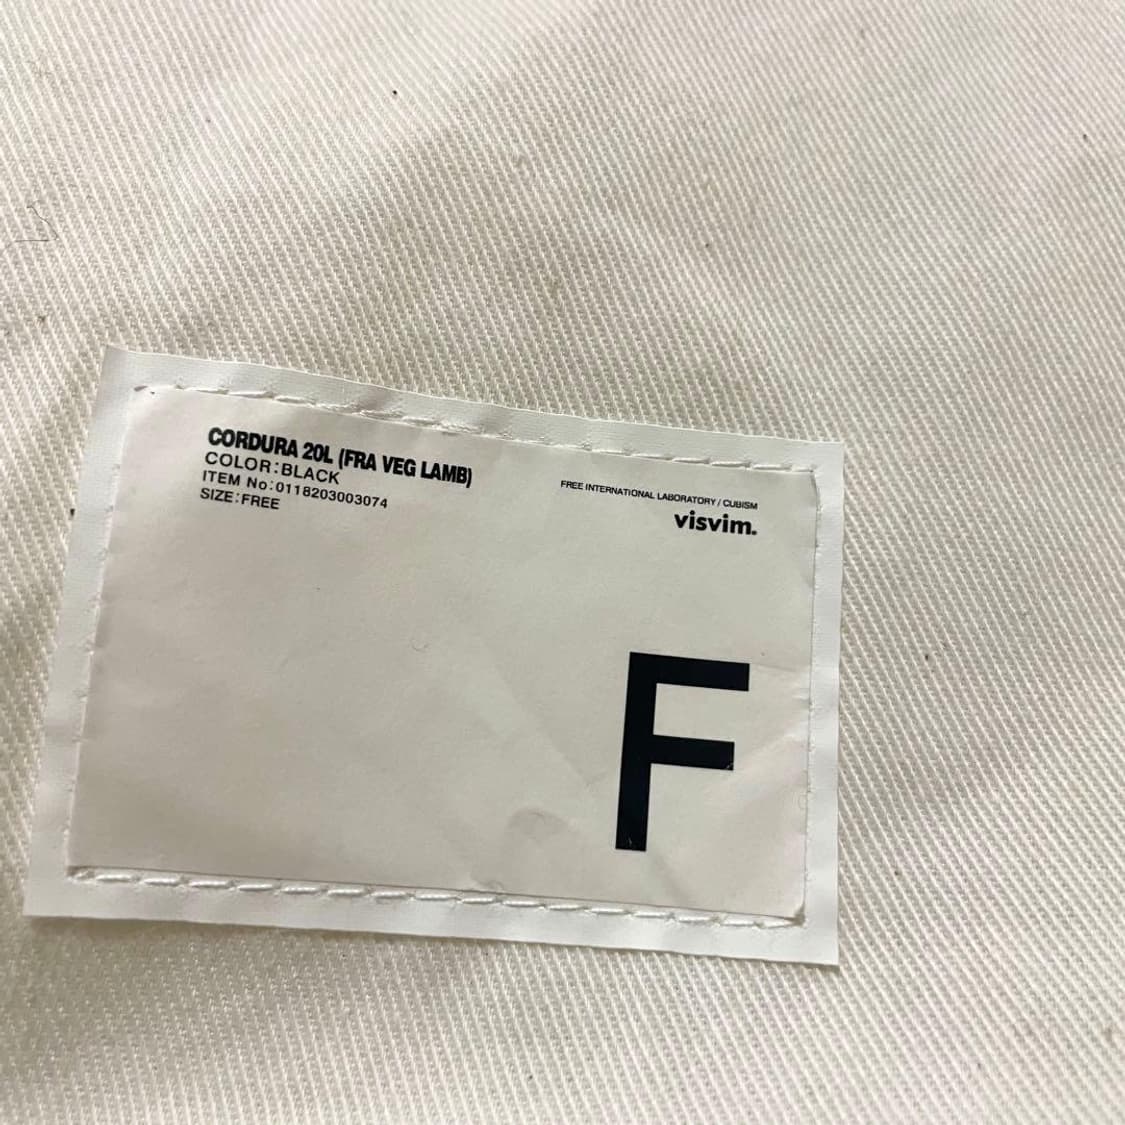 CORDURA 20L (FRA VEG LAMB)
COLOR:BLACK
ITEM No:0118203003074
SIZE:FREE
FREE INTERNATIONAL LABORATORY / CUBISM
visvim.
F